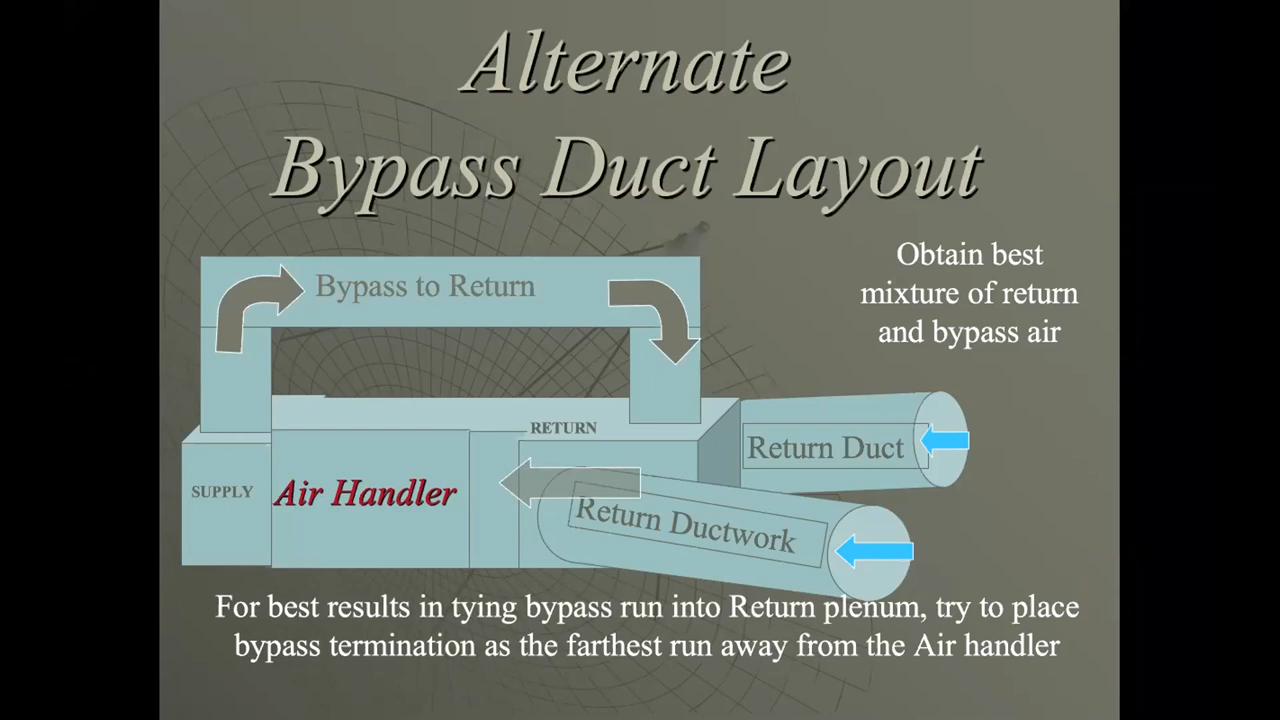 Alternate
Bypass Duct Layout
Obtain best
mixture of return
and bypass air
Bypass to Return
RETURN
Return Duct
SUPPLY
Air Handler
Return Ductwork
For best results in tying bypass run into Return plenum, try to place
bypass termination as the farthest run away from the Air handler